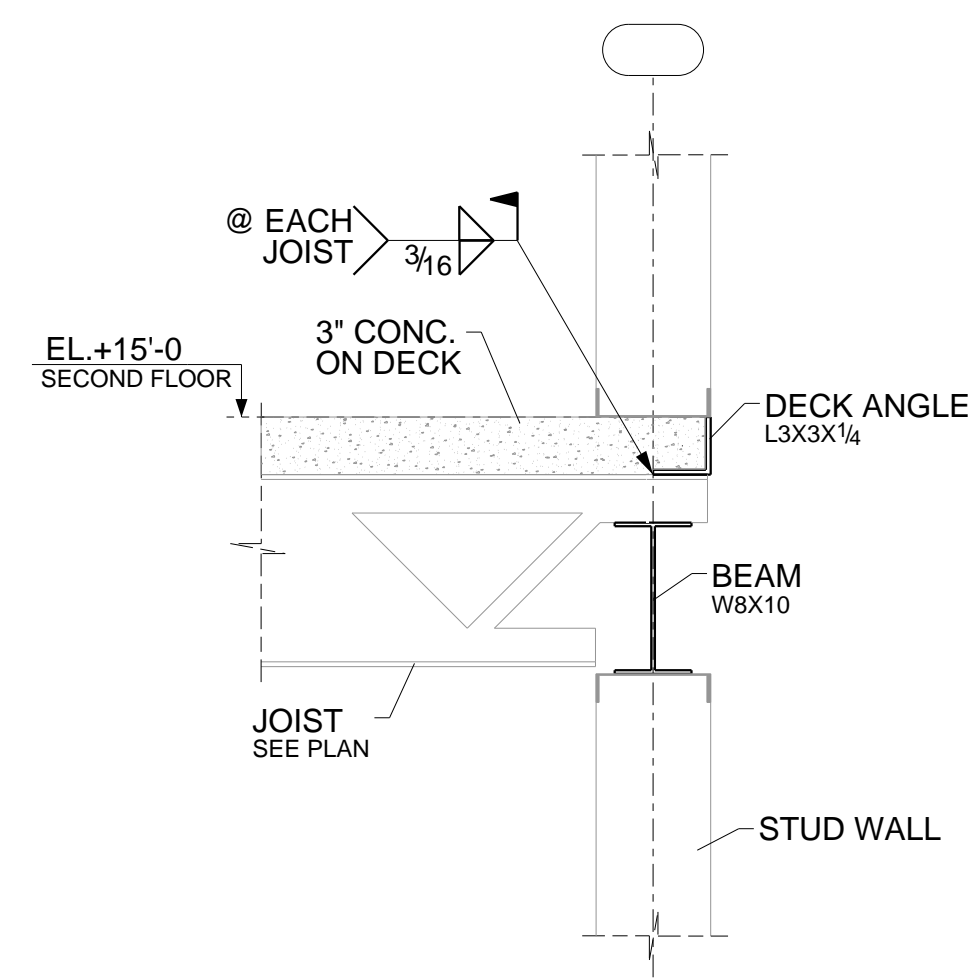 @ EACH
JOIST
3/16
3" CONC.
ON DECK
EL.+15'-0
SECOND FLOOR
DECK ANGLE
L3X3X1/4
BEAM
W8X10
JOIST
SEE PLAN
STUD WALL